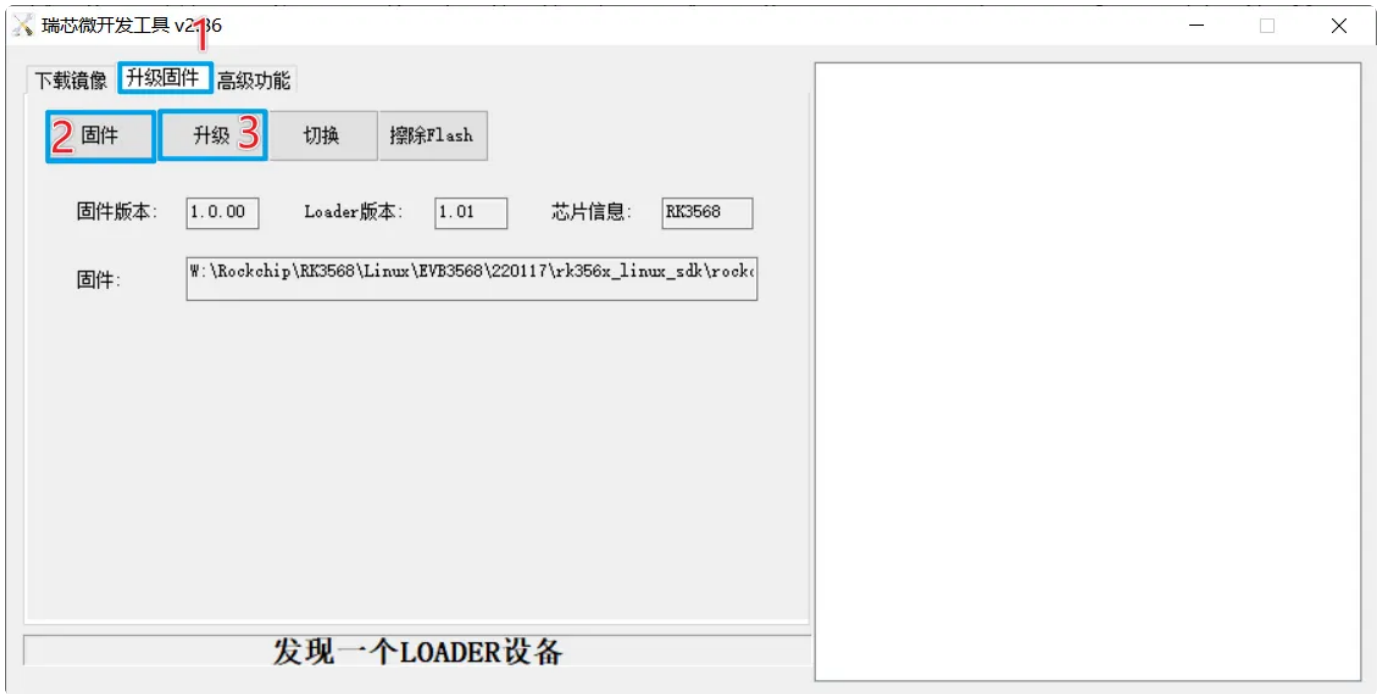 瑞芯微开发工具 v2.86
1
下载镜像 升级固件 高级功能
2 固件 升级 3 切换 擦除Flash
固件版本: 1.0.00 Loader版本: 1.01 芯片信息: RK3568
固件: W:\Rockchip\RK3568\Linux\EVB3568\220117\rk356x_linux_sdk\rock
发现一个LOADER设备